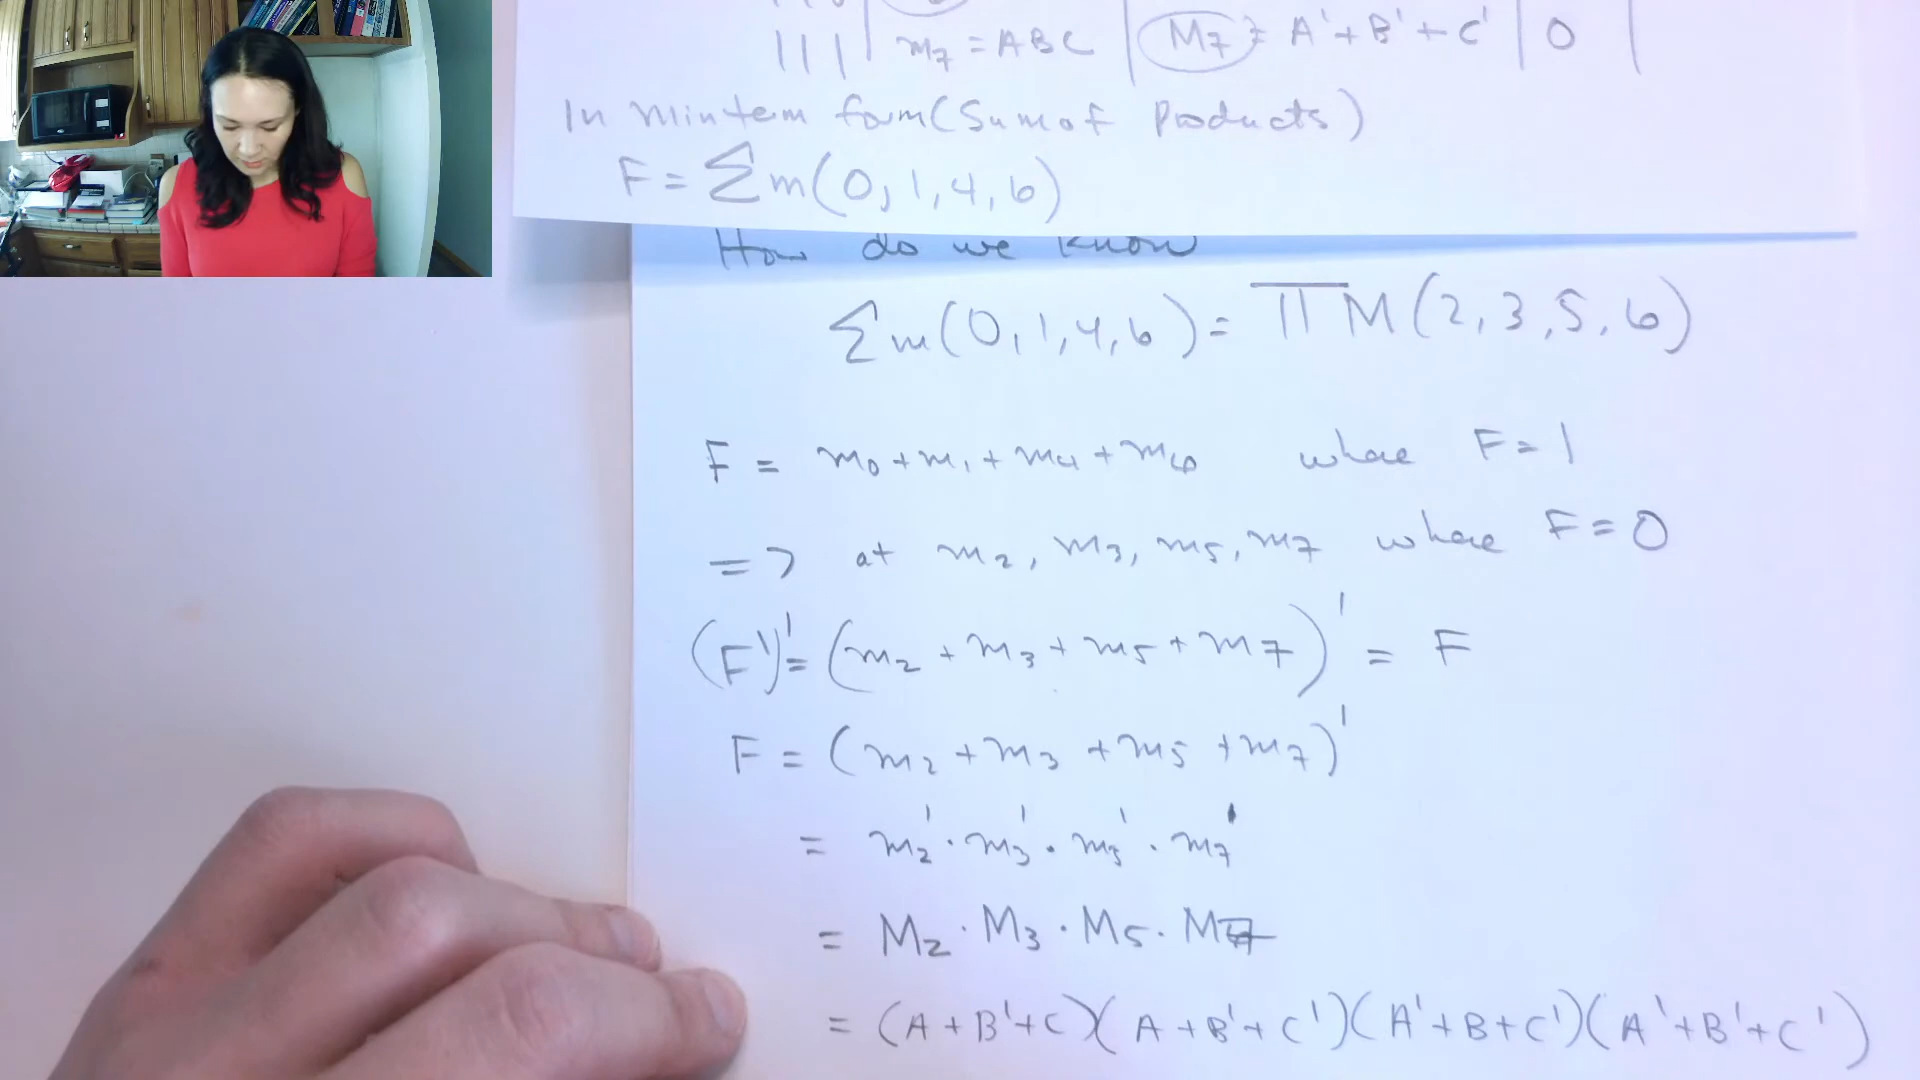 111 | m₇ = ABC | M₇ = A' + B' + C' | 0 |
In Mintem form (Sum of Products)
F = Σm(0, 1, 4, 6)
How do we know
Σm(0, 1, 4, 6) = ΠM(2, 3, 5, 6)
F = m₀ + m₁ + m₄ + m₆ where F = 1
=> at m₂, m₃, m₅, m₇ where F = 0
(F')' = (m₂ + m₃ + m₅ + m₇)' = F
F = (m₂ + m₃ + m₅ + m₇)'
= m₂' · m₃' · m₅' · m₇'
= M₂ · M₃ · M₅ · M₇
= (A + B' + C)(A + B' + C')(A' + B + C')(A' + B' + C')